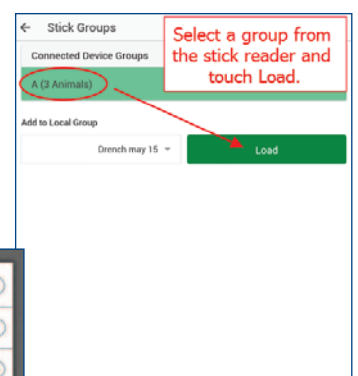 ← Stick Groups
Select a group from
the stick reader and
touch Load.
Connected Device Groups
A (3 Animals)
Add to Local Group
Drench may 15
Load